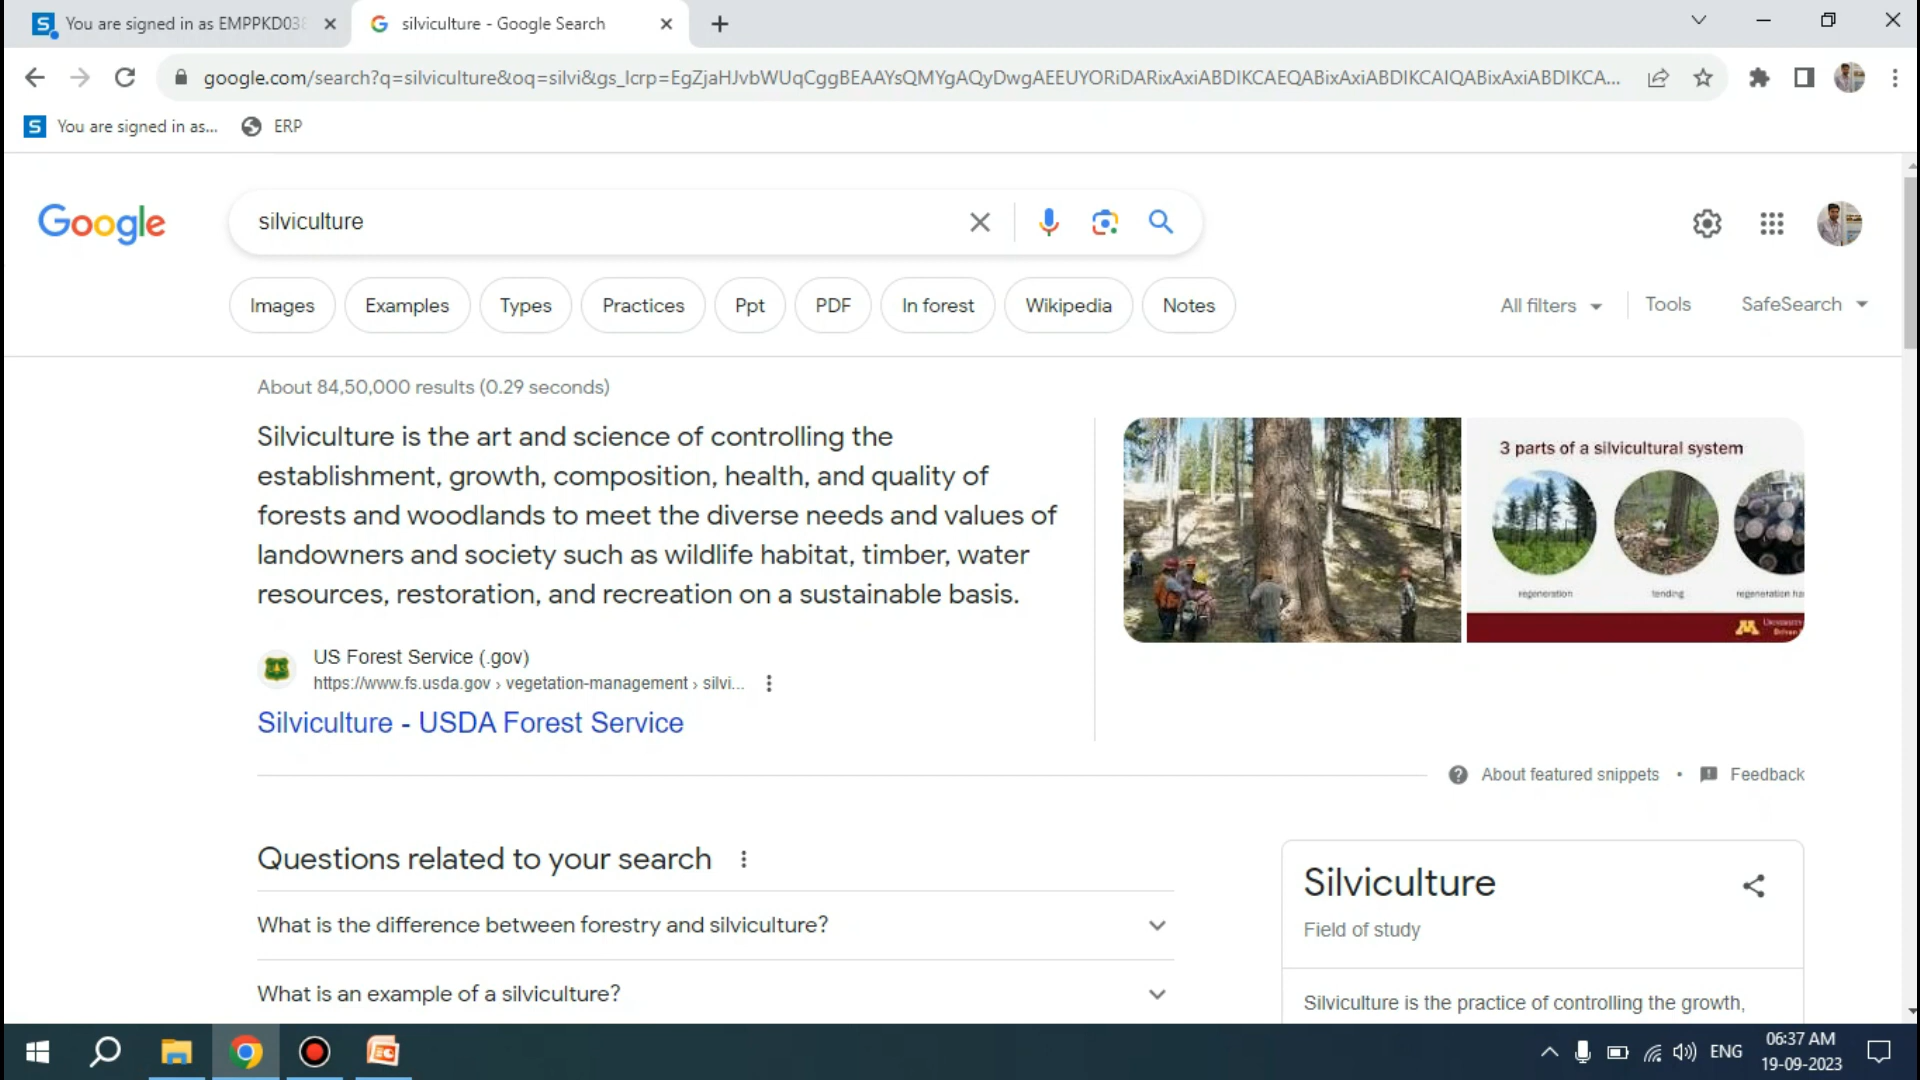 You are signed in as EMPPKD038
silviculture - Google Search
google.com/search?q=silviculture&oq=silvi&gs_lcrp=EgZjaHJvbWUqCggBEAAYsQMYgAQyDwgAEEUYORiDARixAxiABDIKCAEQABixAxiABDIKCAIQABixAxiABDIKCA...
You are signed in as...
ERP
Google
silviculture
Images
Examples
Types
Practices
Ppt
PDF
In forest
Wikipedia
Notes
All filters
Tools
SafeSearch
About 84,50,000 results (0.29 seconds)
Silviculture is the art and science of controlling the
establishment, growth, composition, health, and quality of
forests and woodlands to meet the diverse needs and values of
landowners and society such as wildlife habitat, timber, water
resources, restoration, and recreation on a sustainable basis.
3 parts of a silvicultural system
regeneration
tending
regeneration ha
US Forest Service (.gov)
https://www.fs.usda.gov › vegetation-management › silvi...
Silviculture - USDA Forest Service
About featured snippets
•
Feedback
Questions related to your search
What is the difference between forestry and silviculture?
What is an example of a silviculture?
Silviculture
Field of study
Silviculture is the practice of controlling the growth,
ENG
06:37 AM
19-09-2023